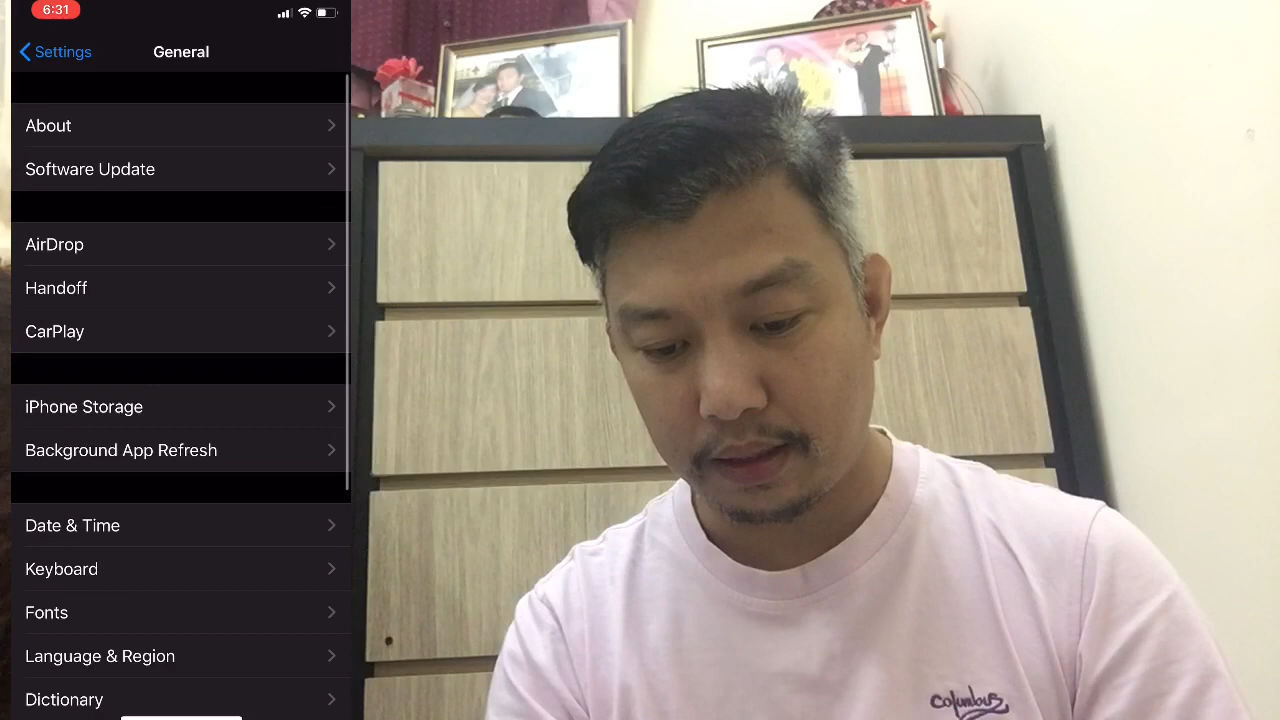 6:31
Settings
General
About
Software Update
AirDrop
Handoff
CarPlay
iPhone Storage
Background App Refresh
Date & Time
Keyboard
Fonts
Language & Region
Dictionary
columbus